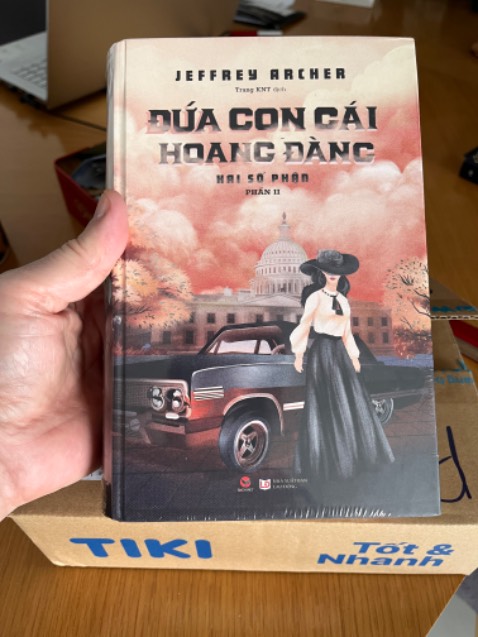 JEFFREY ARCHER
Trang KNT dịch
ĐỨA CON GÁI
HOANG ĐÀNG
HAI SỐ PHẬN
PHẦN II
TIKI
Tốt &
Nhanh